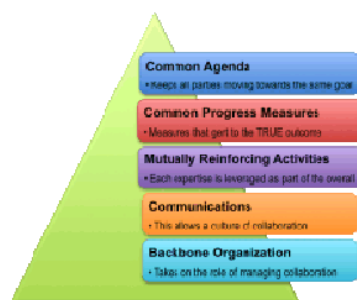 Common Agenda
• Keeps all parties moving towards the same goal
Common Progress Measures
• Measures that get to the TRUE outcome
Mutually Reinforcing Activities
• Each expertise is leveraged as part of the overall
Communications
• This allows a culture of collaboration
Backbone Organization
• Takes on the role of managing collaboration